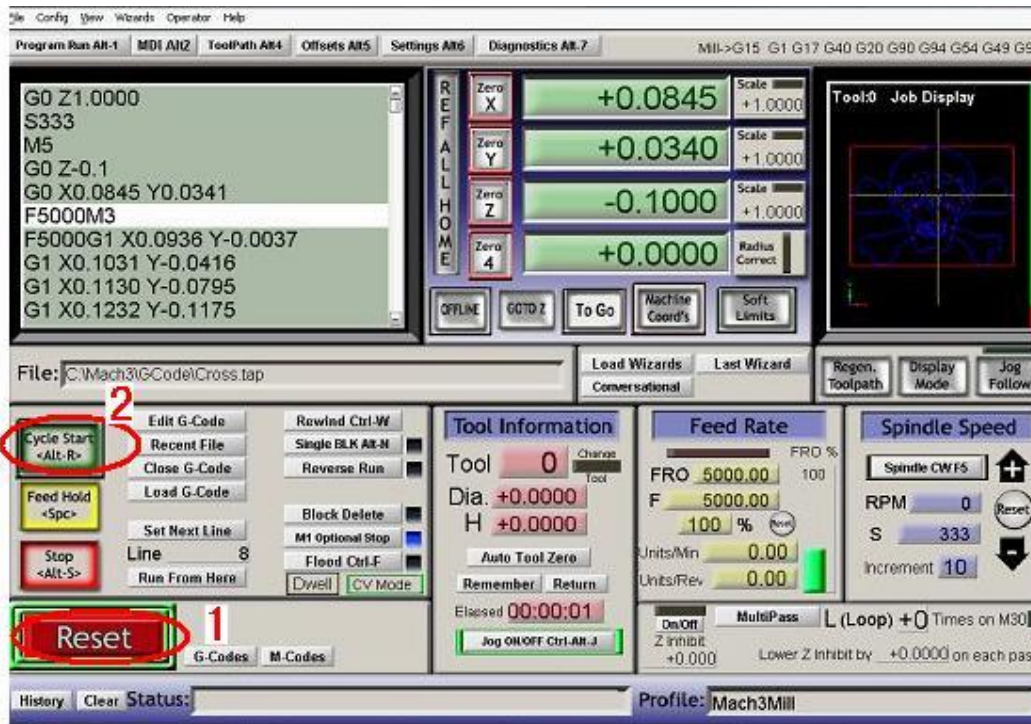 File Config View Wizards Operator Help
Program Run Alt-1 MDI Alt2 ToolPath Alt4 Offsets Alt5 Settings Alt6 Diagnostics Alt-7 Mill->G15 G1 G17 G40 G20 G90 G94 G54 G49 G9
G0 Z1.0000
S333
M5
G0 Z-0.1
G0 X0.0845 Y0.0341
F5000M3
F5000G1 X0.0936 Y-0.0037
G1 X0.1031 Y-0.0416
G1 X0.1130 Y-0.0795
G1 X0.1232 Y-0.1175
REF ALL HOME
Zero X +0.0845 Scale +1.0000
Zero Y +0.0340 Scale +1.0000
Zero Z -0.1000 Scale +1.0000
Zero 4 +0.0000 Radius Correct
OFFLINE GOTO Z To Go Machine Coord's Soft Limits
Tool:0 Job Display
File: C:\Mach3\GCode\Cross.tap
Load Wizards Last Wizard
Conversational
Regen. Toolpath Display Mode Jog Follow
2
Cycle Start <Alt-R>
Feed Hold <Spc>
Stop <Alt-S>
Edit G-Code
Recent File
Close G-Code
Load G-Code
Set Next Line
Line 8
Run From Here
Rewind Ctrl-W
Single BLK Alt-N
Reverse Run
Block Delete
M1 Optional Stop
Flood Ctrl-F
Dwell CV Mode
Reset
1
G-Codes M-Codes
Tool Information
Tool 0 Change Tool
Dia. +0.0000
H +0.0000
Auto Tool Zero
Remember Return
Elapsed 00:00:01
Jog ON/OFF Ctrl-Alt-J
Feed Rate
FRO %
FRO 5000.00 100
F 5000.00
100 % Reset
Units/Min 0.00
Units/Rev 0.00
Spindle Speed
Spindle CW F5
RPM 0 Reset
S 333
Increment 10
On/Off MultiPass L (Loop) +0 Times on M30
Z Inhibit
+0.000 Lower Z Inhibit by +0.0000 on each pas
History Clear Status: Profile: Mach3Mill